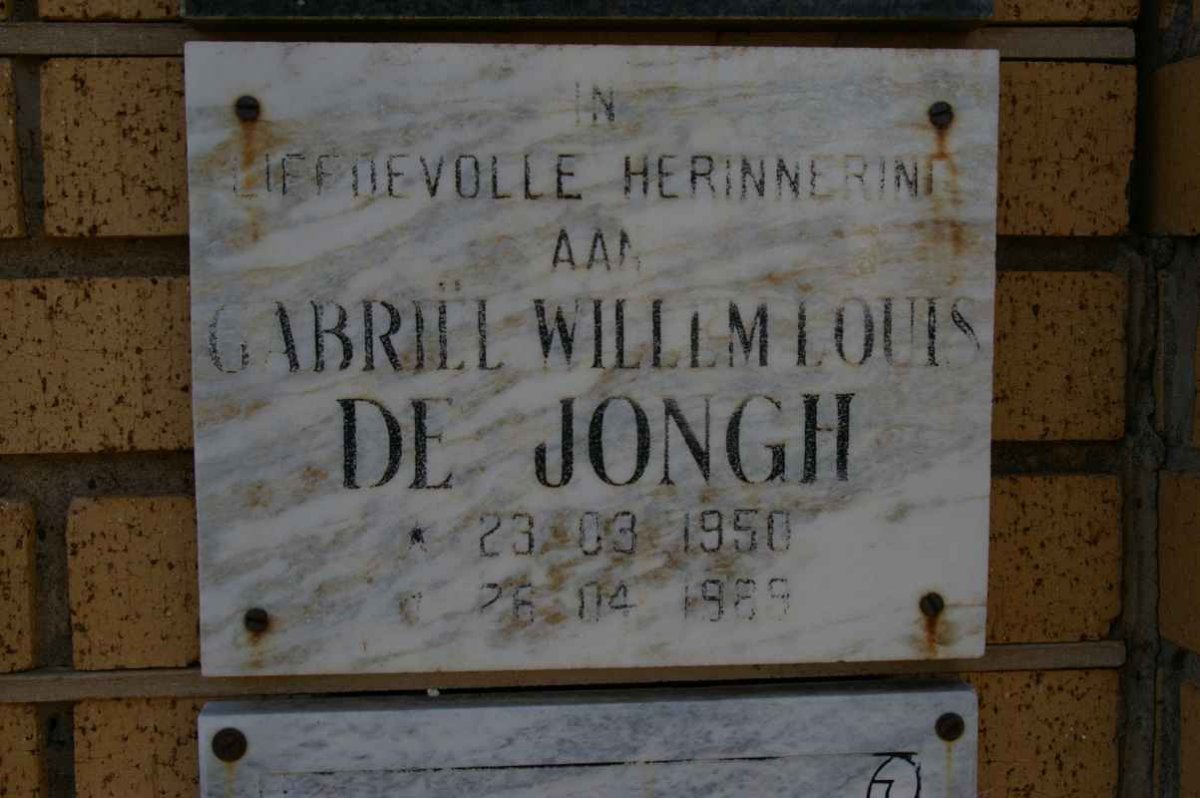 IN
LIEFDEVOLLE HERINNERING
AAN
GABRIËL WILLEM LOUIS
DE JONGH
* 23 03 1950
† 26 04 1989